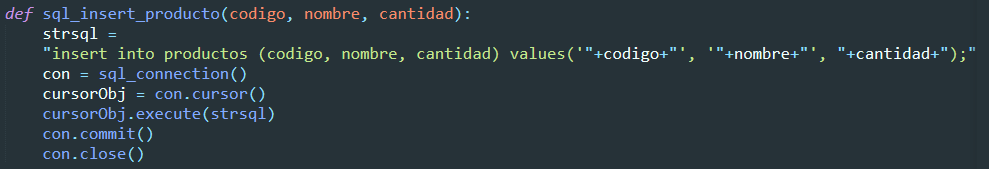 def sql_insert_producto(codigo, nombre, cantidad):
strsql =
"insert into productos (codigo, nombre, cantidad) values('"+codigo+"', '"+nombre+"', "+cantidad+");"
con = sql_connection()
cursorObj = con.cursor()
cursorObj.execute(strsql)
con.commit()
con.close()